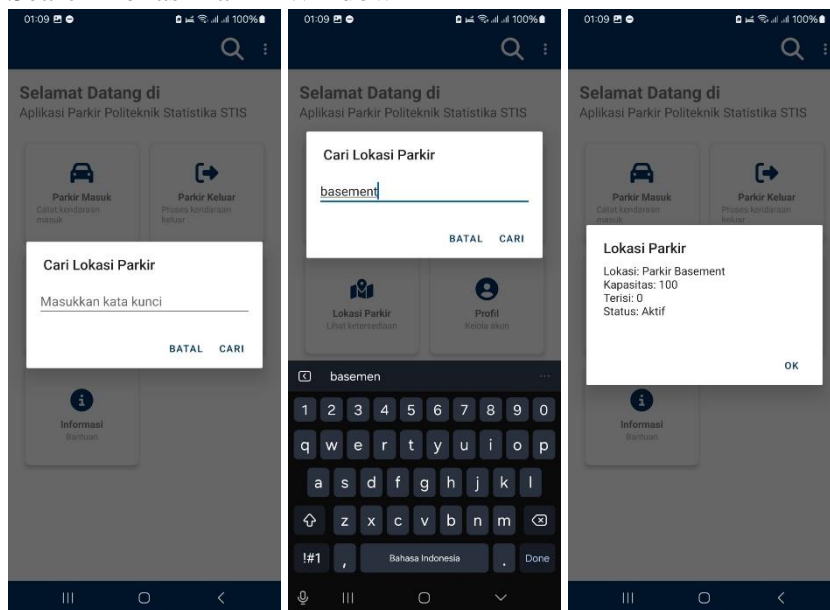 01:09
100%
Selamat Datang di
Aplikasi Parkir Politeknik Statistika STIS
Parkir Masuk
Catat kendaraan
masuk
Parkir Keluar
Proses kendaraan
keluar
Cari Lokasi Parkir
Masukkan kata kunci
BATAL CARI
Informasi
Bantuan
01:09
100%
Selamat Datang di
Aplikasi Parkir Politeknik Statistika STIS
Cari Lokasi Parkir
basement
BATAL CARI
Lokasi Parkir
Lihat ketersediaan
Profil
Kelola akun
basemen
1 2 3 4 5 6 7 8 9 0
q w e r t y u i o p
a s d f g h j k l
z x c v b n m
!#1 , Bahasa Indonesia . Done
01:09
100%
Selamat Datang di
Aplikasi Parkir Politeknik Statistika STIS
Parkir Masuk
Catat kendaraan
masuk
Parkir Keluar
Proses kendaraan
keluar
Lokasi Parkir
Lokasi: Parkir Basement
Kapasitas: 100
Terisi: 0
Status: Aktif
OK
Informasi
Bantuan